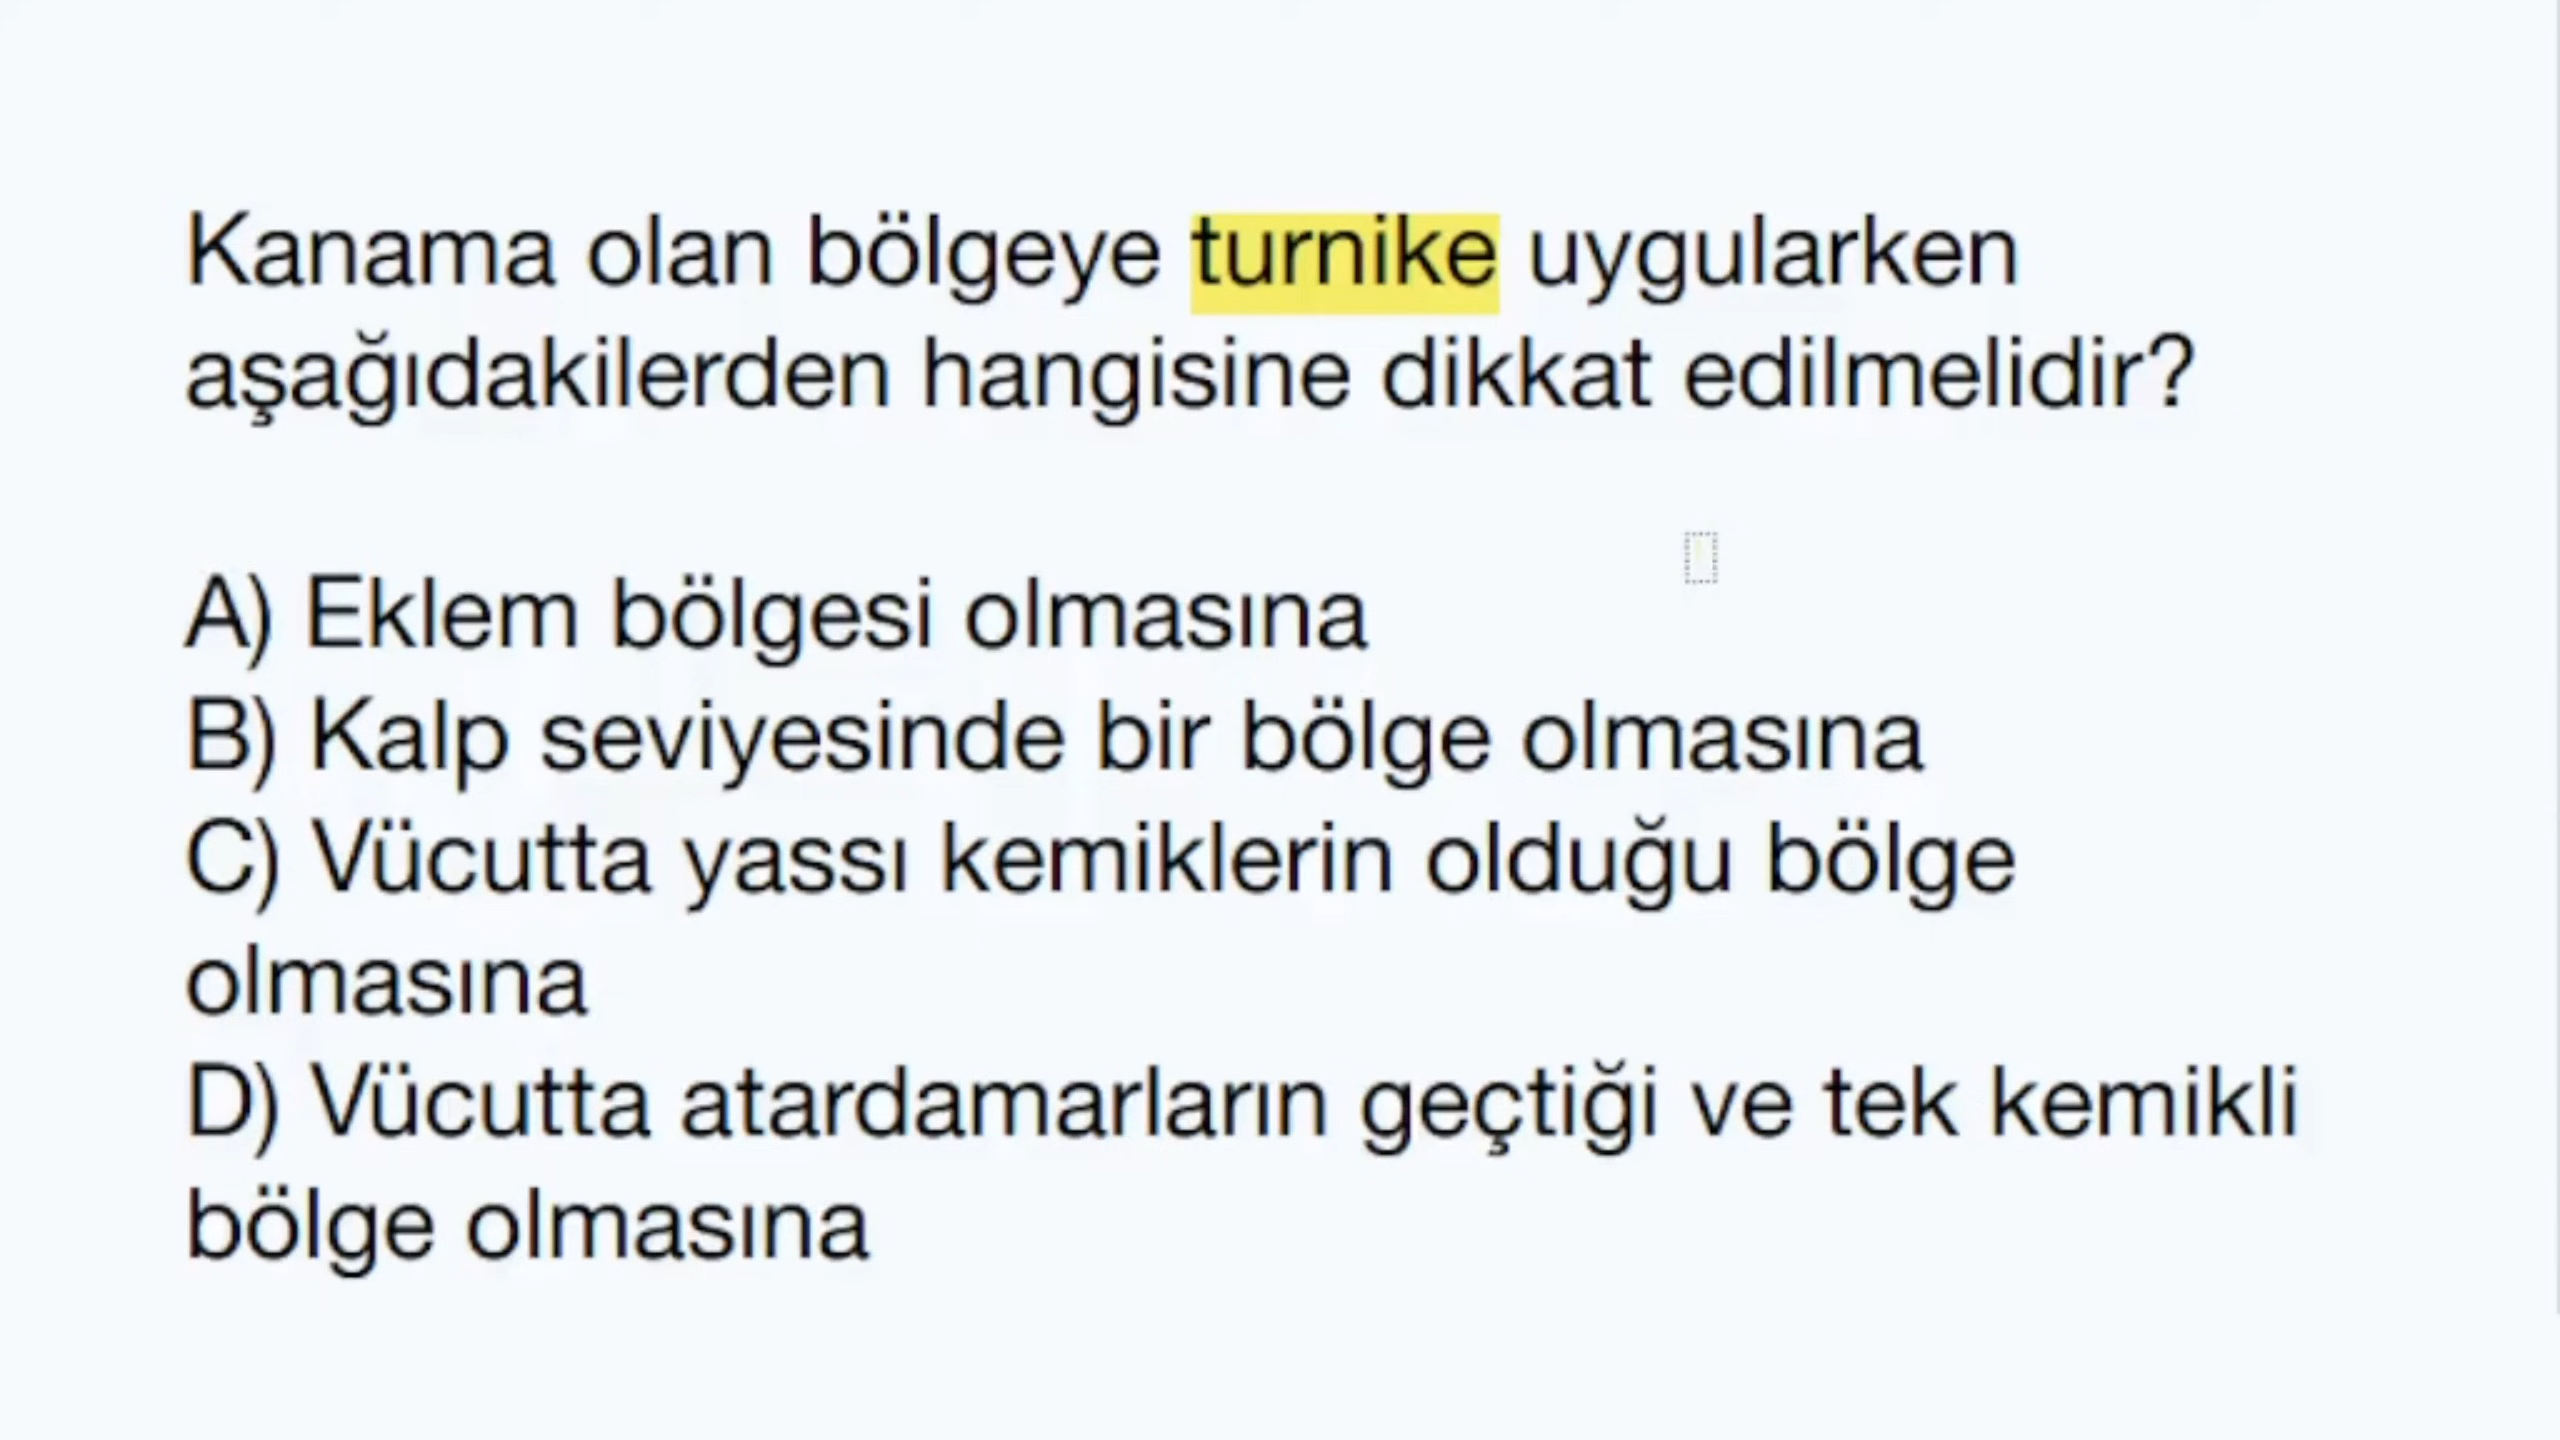 Kanama olan bölgeye turnike uygularken
aşağıdakilerden hangisine dikkat edilmelidir?
A) Eklem bölgesi olmasına
B) Kalp seviyesinde bir bölge olmasına
C) Vücutta yassı kemiklerin olduğu bölge
olmasına
D) Vücutta atardamarların geçtiği ve tek kemikli
bölge olmasına